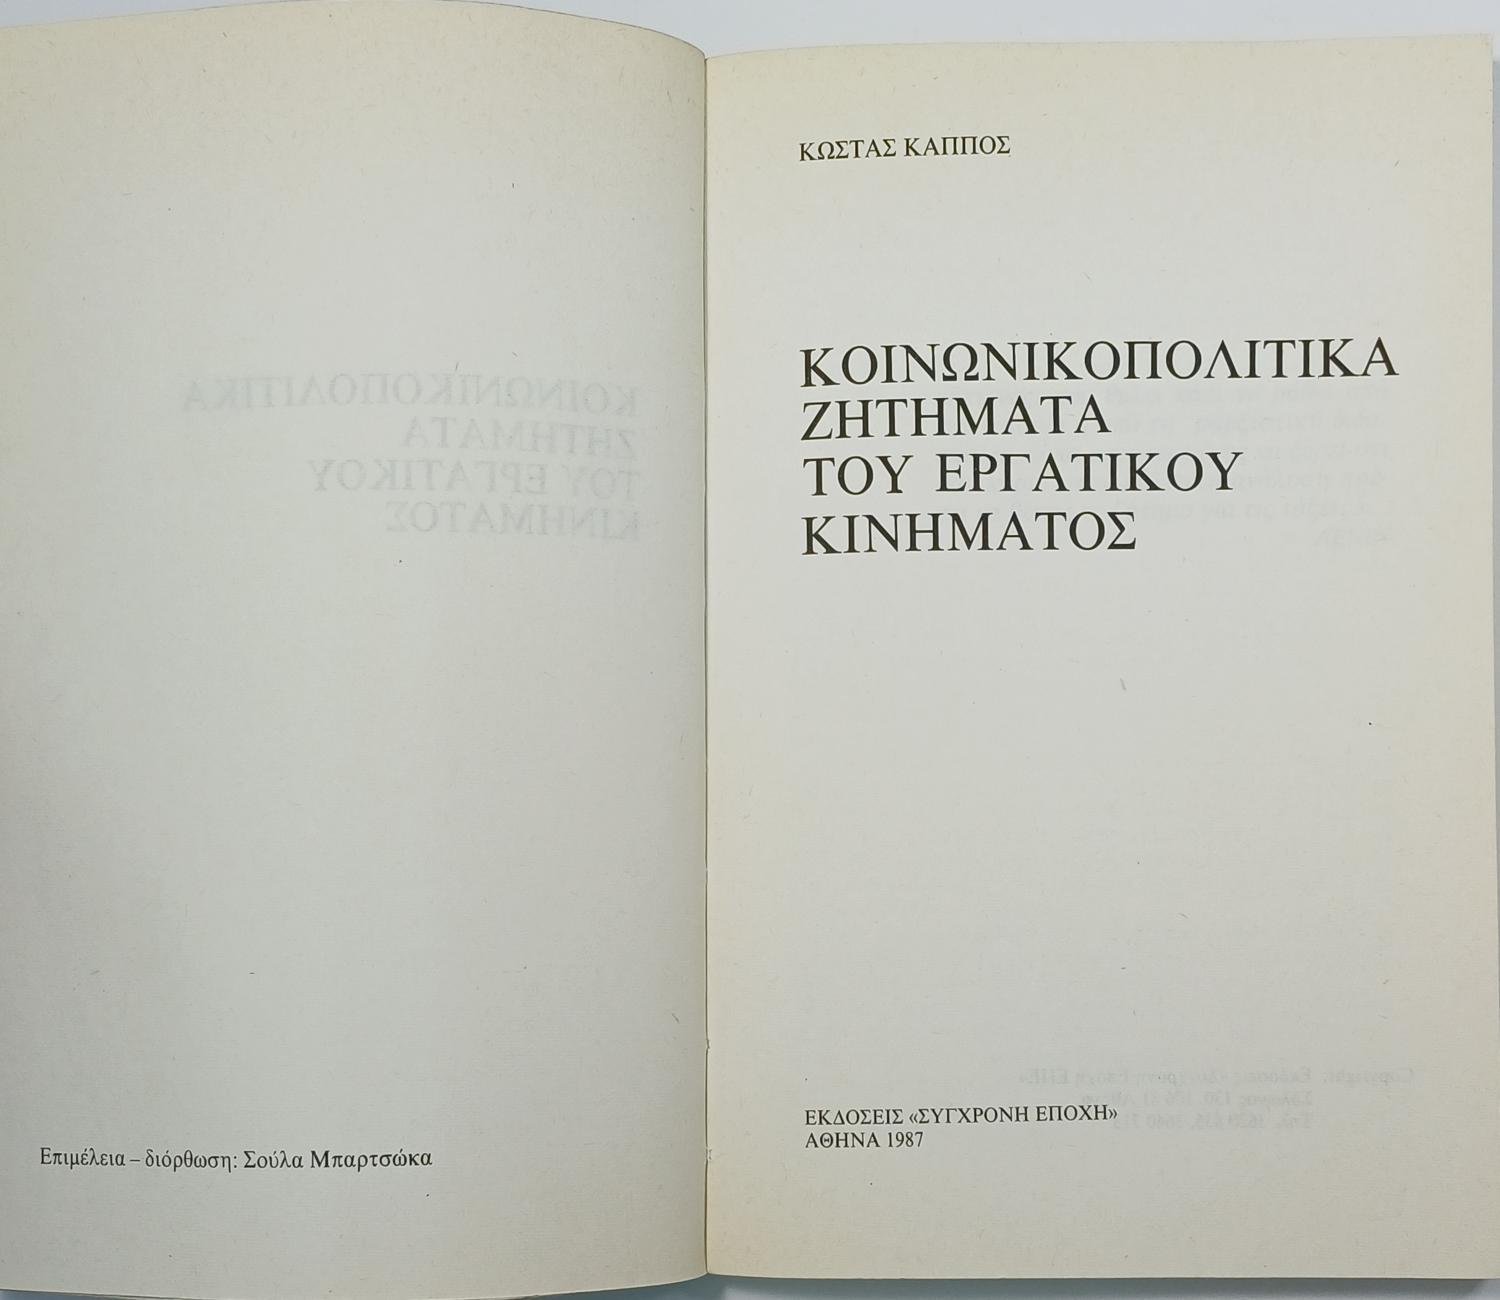 Επιμέλεια – διόρθωση: Σούλα Μπαρτσώκα
ΚΩΣΤΑΣ ΚΑΠΠΟΣ
ΚΟΙΝΩΝΙΚΟΠΟΛΙΤΙΚΑ
ΖΗΤΗΜΑΤΑ
ΤΟΥ ΕΡΓΑΤΙΚΟΥ
ΚΙΝΗΜΑΤΟΣ
ΕΚΔΟΣΕΙΣ «ΣΥΓΧΡΟΝΗ ΕΠΟΧΗ»
ΑΘΗΝΑ 1987